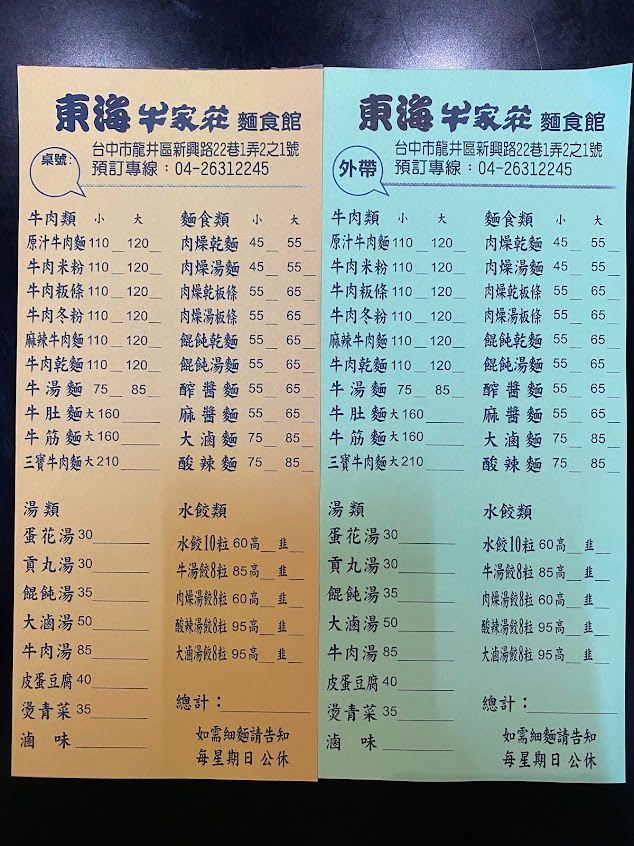 東海牛家莊 麵食館
桌號：
台中市龍井區新興路22巷1弄2之1號
預訂專線：04-26312245
牛肉類 小 大
原汁牛肉麵 110 120
牛肉米粉 110 120
牛肉粄條 110 120
牛肉冬粉 110 120
麻辣牛肉麵 110 120
牛肉乾麵 110 120
牛湯麵 75 85
牛肚麵 大160
牛筋麵 大160
三寶牛肉麵 大210
麵食類 小 大
肉燥乾麵 45 55
肉燥湯麵 45 55
肉燥乾粄條 55 65
肉燥湯粄條 55 65
餛飩乾麵 55 65
餛飩湯麵 55 65
醡醬麵 55 65
麻醬麵 55 65
大滷麵 75 85
酸辣麵 75 85
湯類
蛋花湯 30
貢丸湯 30
餛飩湯 35
大滷湯 50
牛肉湯 85
皮蛋豆腐 40
燙青菜 35
滷味
水餃類
水餃10粒 60 高 韭
牛湯餃8粒 85 高 韭
肉燥湯餃8粒 60 高 韭
酸辣湯餃8粒 95 高 韭
大滷湯餃8粒 95 高 韭
總計：
如需細麵請告知
每星期日公休
東海牛家莊 麵食館
外帶
台中市龍井區新興路22巷1弄2之1號
預訂專線：04-26312245
牛肉類 小 大
原汁牛肉麵 110 120
牛肉米粉 110 120
牛肉粄條 110 120
牛肉冬粉 110 120
麻辣牛肉麵 110 120
牛肉乾麵 110 120
牛湯麵 75 85
牛肚麵 大160
牛筋麵 大160
三寶牛肉麵 大210
麵食類 小 大
肉燥乾麵 45 55
肉燥湯麵 45 55
肉燥乾粄條 55 65
肉燥湯粄條 55 65
餛飩乾麵 55 65
餛飩湯麵 55 65
醡醬麵 55 65
麻醬麵 55 65
大滷麵 75 85
酸辣麵 75 85
湯類
蛋花湯 30
貢丸湯 30
餛飩湯 35
大滷湯 50
牛肉湯 85
皮蛋豆腐 40
燙青菜 35
滷味
水餃類
水餃10粒 60 高 韭
牛湯餃8粒 85 高 韭
肉燥湯餃8粒 60 高 韭
酸辣湯餃8粒 95 高 韭
大滷湯餃8粒 95 高 韭
總計：
如需細麵請告知
每星期日公休